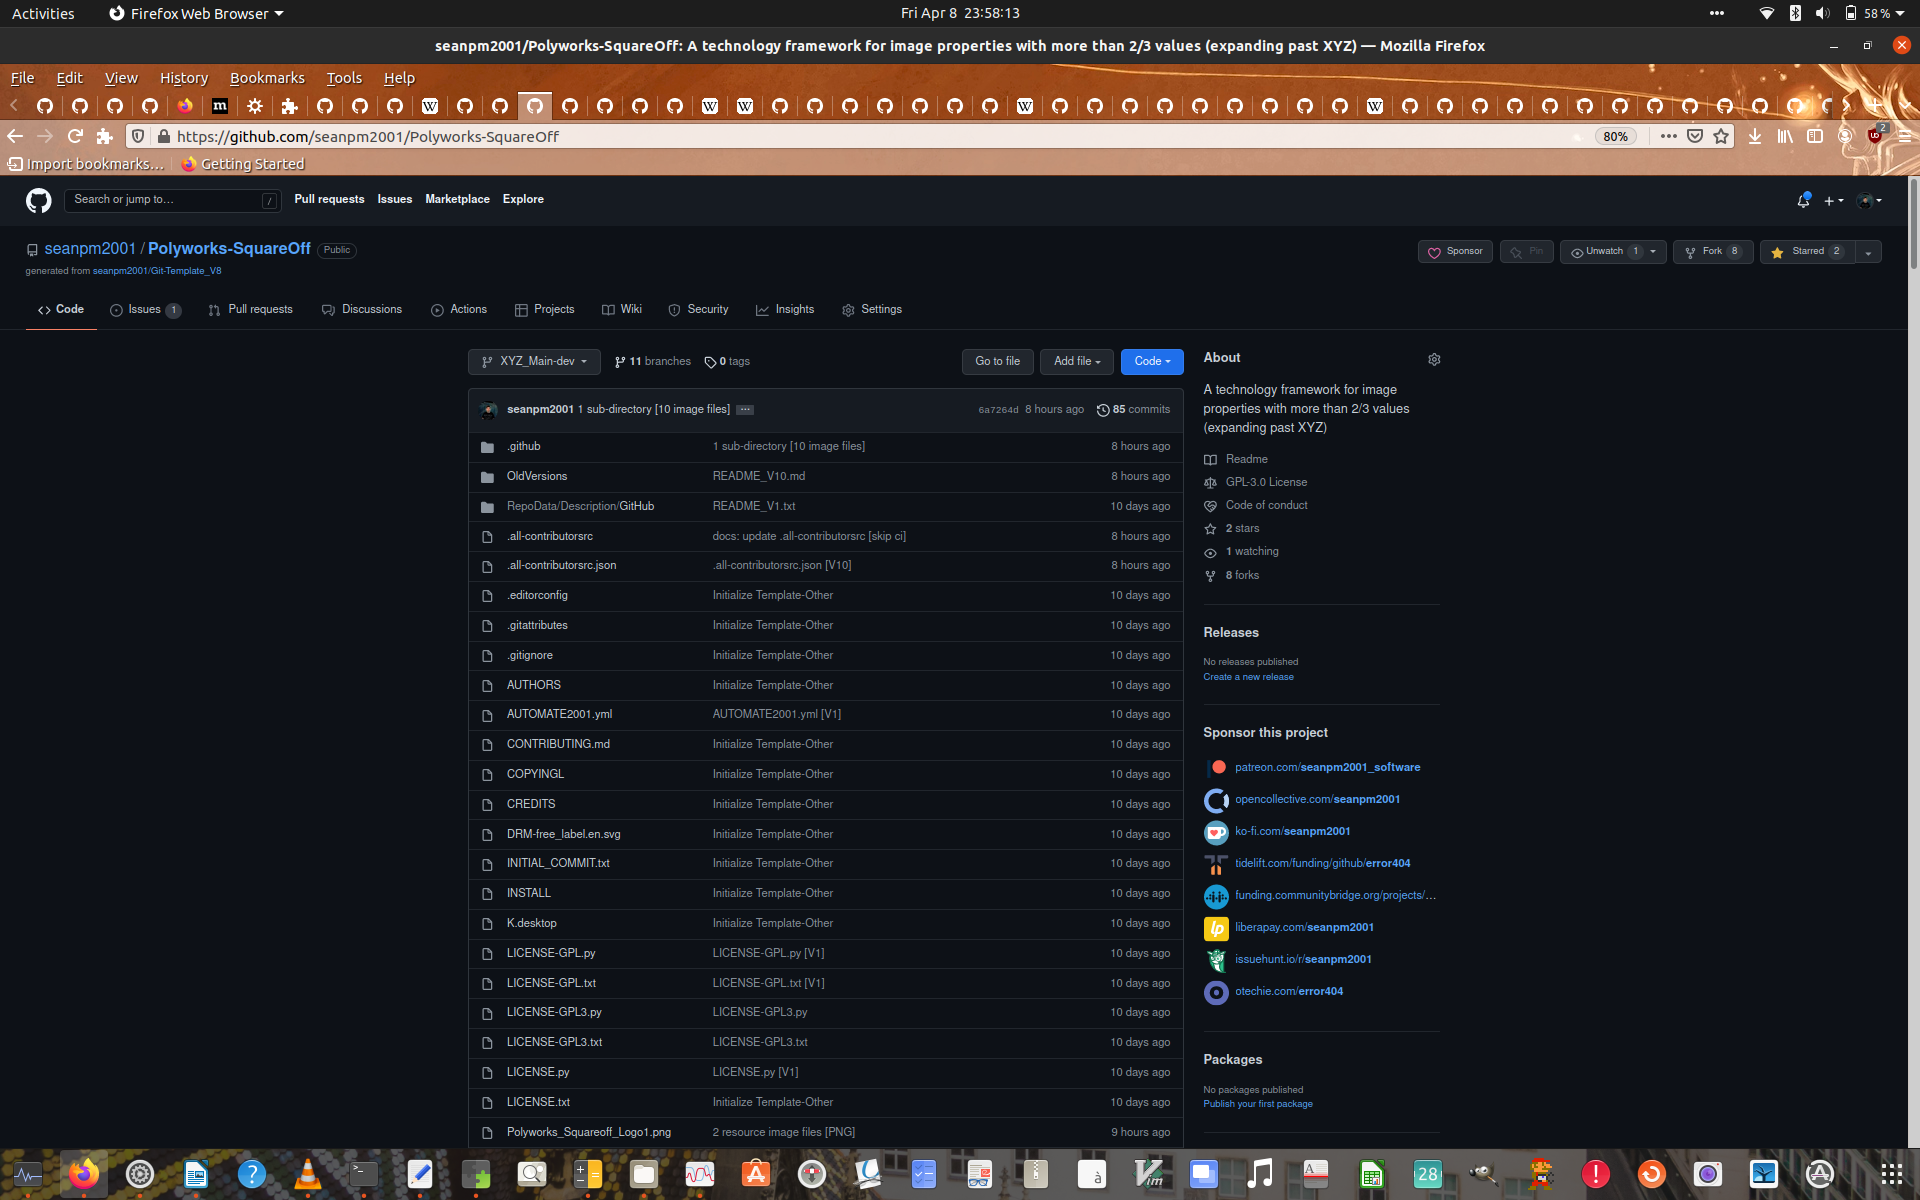 Activities Firefox Web Browser Fri Apr 8 23:58:13 58 %
seanpm2001/Polyworks-SquareOff: A technology framework for image properties with more than 2/3 values (expanding past XYZ) — Mozilla Firefox
File Edit View History Bookmarks Tools Help
https://github.com/seanpm2001/Polyworks-SquareOff 80% 2
Import bookmarks… Getting Started
Search or jump to… / Pull requests Issues Marketplace Explore
seanpm2001 / Polyworks-SquareOff Public
Sponsor Pin Unwatch 1 Fork 8 Starred 2
generated from seanpm2001/Git-Template_V8
Code Issues 1 Pull requests Discussions Actions Projects Wiki Security Insights Settings
XYZ_Main-dev 11 branches 0 tags Go to file Add file Code
seanpm2001 1 sub-directory [10 image files] ... 6a7264d 8 hours ago 85 commits
.github 1 sub-directory [10 image files] 8 hours ago
OldVersions README_V10.md 8 hours ago
RepoData/Description/GitHub README_V1.txt 10 days ago
.all-contributorsrc docs: update .all-contributorsrc [skip ci] 8 hours ago
.all-contributorsrc.json .all-contributorsrc.json [V10] 8 hours ago
.editorconfig Initialize Template-Other 10 days ago
.gitattributes Initialize Template-Other 10 days ago
.gitignore Initialize Template-Other 10 days ago
AUTHORS Initialize Template-Other 10 days ago
AUTOMATE2001.yml AUTOMATE2001.yml [V1] 10 days ago
CONTRIBUTING.md Initialize Template-Other 10 days ago
COPYINGL Initialize Template-Other 10 days ago
CREDITS Initialize Template-Other 10 days ago
DRM-free_label.en.svg Initialize Template-Other 10 days ago
INITIAL_COMMIT.txt Initialize Template-Other 10 days ago
INSTALL Initialize Template-Other 10 days ago
K.desktop Initialize Template-Other 10 days ago
LICENSE-GPL.py LICENSE-GPL.py [V1] 10 days ago
LICENSE-GPL.txt LICENSE-GPL.txt [V1] 10 days ago
LICENSE-GPL3.py LICENSE-GPL3.py 10 days ago
LICENSE-GPL3.txt LICENSE-GPL3.txt 10 days ago
LICENSE.py LICENSE.py [V1] 10 days ago
LICENSE.txt Initialize Template-Other 10 days ago
Polyworks_Squareoff_Logo1.png 2 resource image files [PNG] 9 hours ago
About
A technology framework for image
properties with more than 2/3 values
(expanding past XYZ)
Readme
GPL-3.0 License
Code of conduct
2 stars
1 watching
8 forks
Releases
No releases published
Create a new release
Sponsor this project
patreon.com/seanpm2001_software
opencollective.com/seanpm2001
ko-fi.com/seanpm2001
tidelift.com/funding/github/error404
funding.communitybridge.org/projects/…
liberapay.com/seanpm2001
issuehunt.io/r/seanpm2001
otechie.com/error404
Packages
No packages published
Publish your first package
28